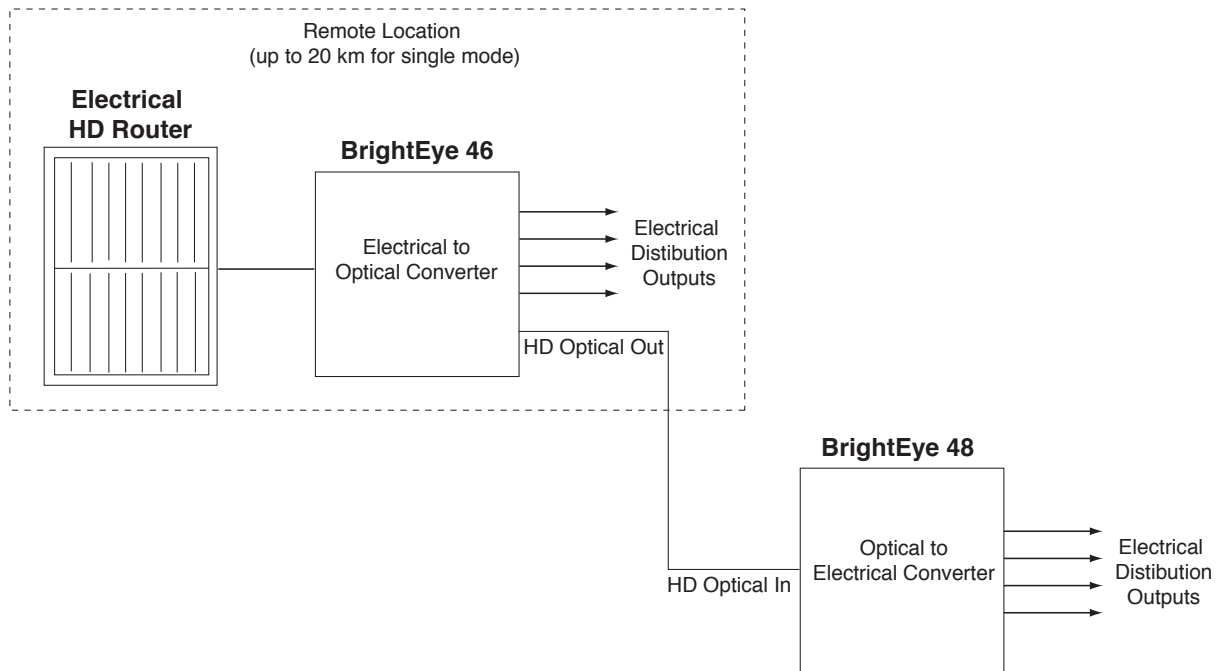 Remote Location
(up to 20 km for single mode)
Electrical
HD Router
BrightEye 46
Electrical to
Optical Converter
Electrical
Distibution
Outputs
HD Optical Out
BrightEye 48
Optical to
Electrical Converter
HD Optical In
Electrical
Distibution
Outputs